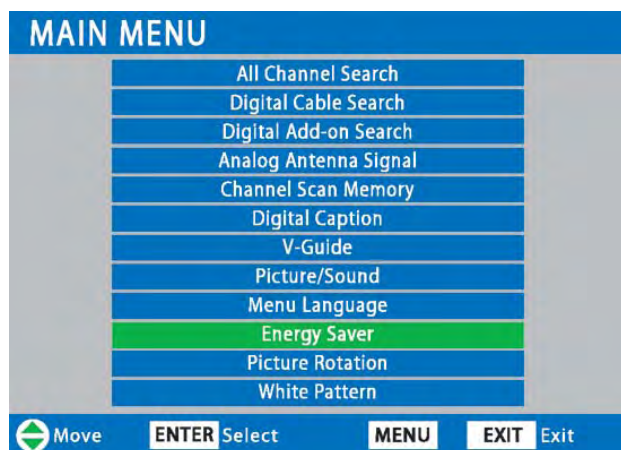 MAIN MENU
All Channel Search
Digital Cable Search
Digital Add-on Search
Analog Antenna Signal
Channel Scan Memory
Digital Caption
V-Guide
Picture/Sound
Menu Language
Energy Saver
Picture Rotation
White Pattern
Move ENTER Select MENU EXIT Exit